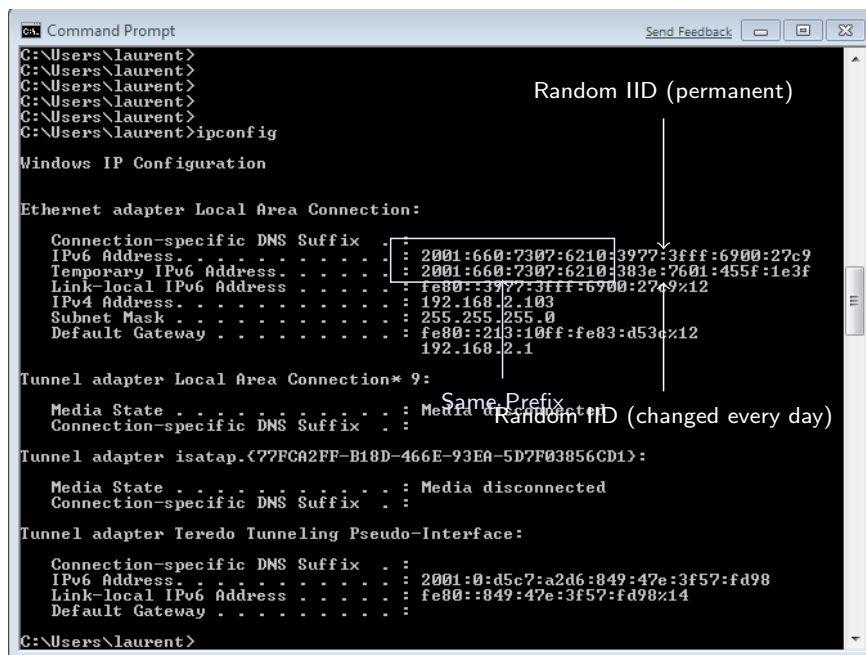 Command Prompt
Send Feedback
C:\Users\laurent>
C:\Users\laurent>
C:\Users\laurent>
C:\Users\laurent>
C:\Users\laurent>
C:\Users\laurent>ipconfig
Random IID (permanent)
Windows IP Configuration
Ethernet adapter Local Area Connection:
Connection-specific DNS Suffix . :
IPv6 Address. . . . . . . . . . . : 2001:660:7307:6210:3977:3fff:6900:27c9
Temporary IPv6 Address. . . . . . : 2001:660:7307:6210:383e:7601:455f:1e3f
Link-local IPv6 Address . . . . . : fe80::3977:3fff:6900:27c9%12
IPv4 Address. . . . . . . . . . . : 192.168.2.103
Subnet Mask . . . . . . . . . . . : 255.255.255.0
Default Gateway . . . . . . . . . : fe80::213:10ff:fe83:d53c%12
192.168.2.1
Tunnel adapter Local Area Connection* 9:
Same Prefix
Media State . . . . . . . . . . . : Media disconnected
Random IID (changed every day)
Connection-specific DNS Suffix . :
Tunnel adapter isatap.{77FCA2FF-B18D-466E-93EA-5D7F03856CD1}:
Media State . . . . . . . . . . . : Media disconnected
Connection-specific DNS Suffix . :
Tunnel adapter Teredo Tunneling Pseudo-Interface:
Connection-specific DNS Suffix . :
IPv6 Address. . . . . . . . . . . : 2001:0:d5c7:a2d6:849:47e:3f57:fd98
Link-local IPv6 Address . . . . . : fe80::849:47e:3f57:fd98%14
Default Gateway . . . . . . . . . :
C:\Users\laurent>